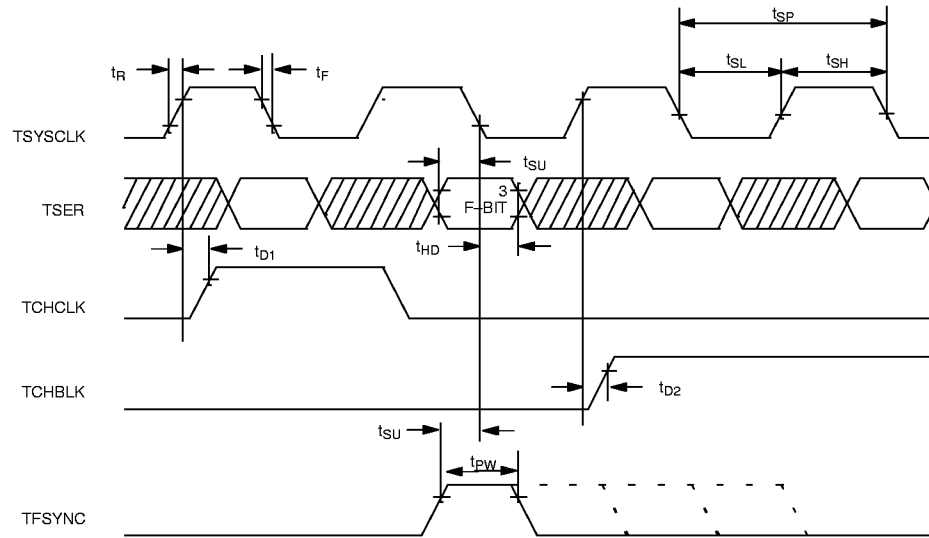 tSP
tR
tF
tSL
tSH
TSYSCLK
tSU
TSER
3
F–BIT
tHD
tD1
TCHCLK
TCHBLK
tD2
tSU
tPW
TFSYNC